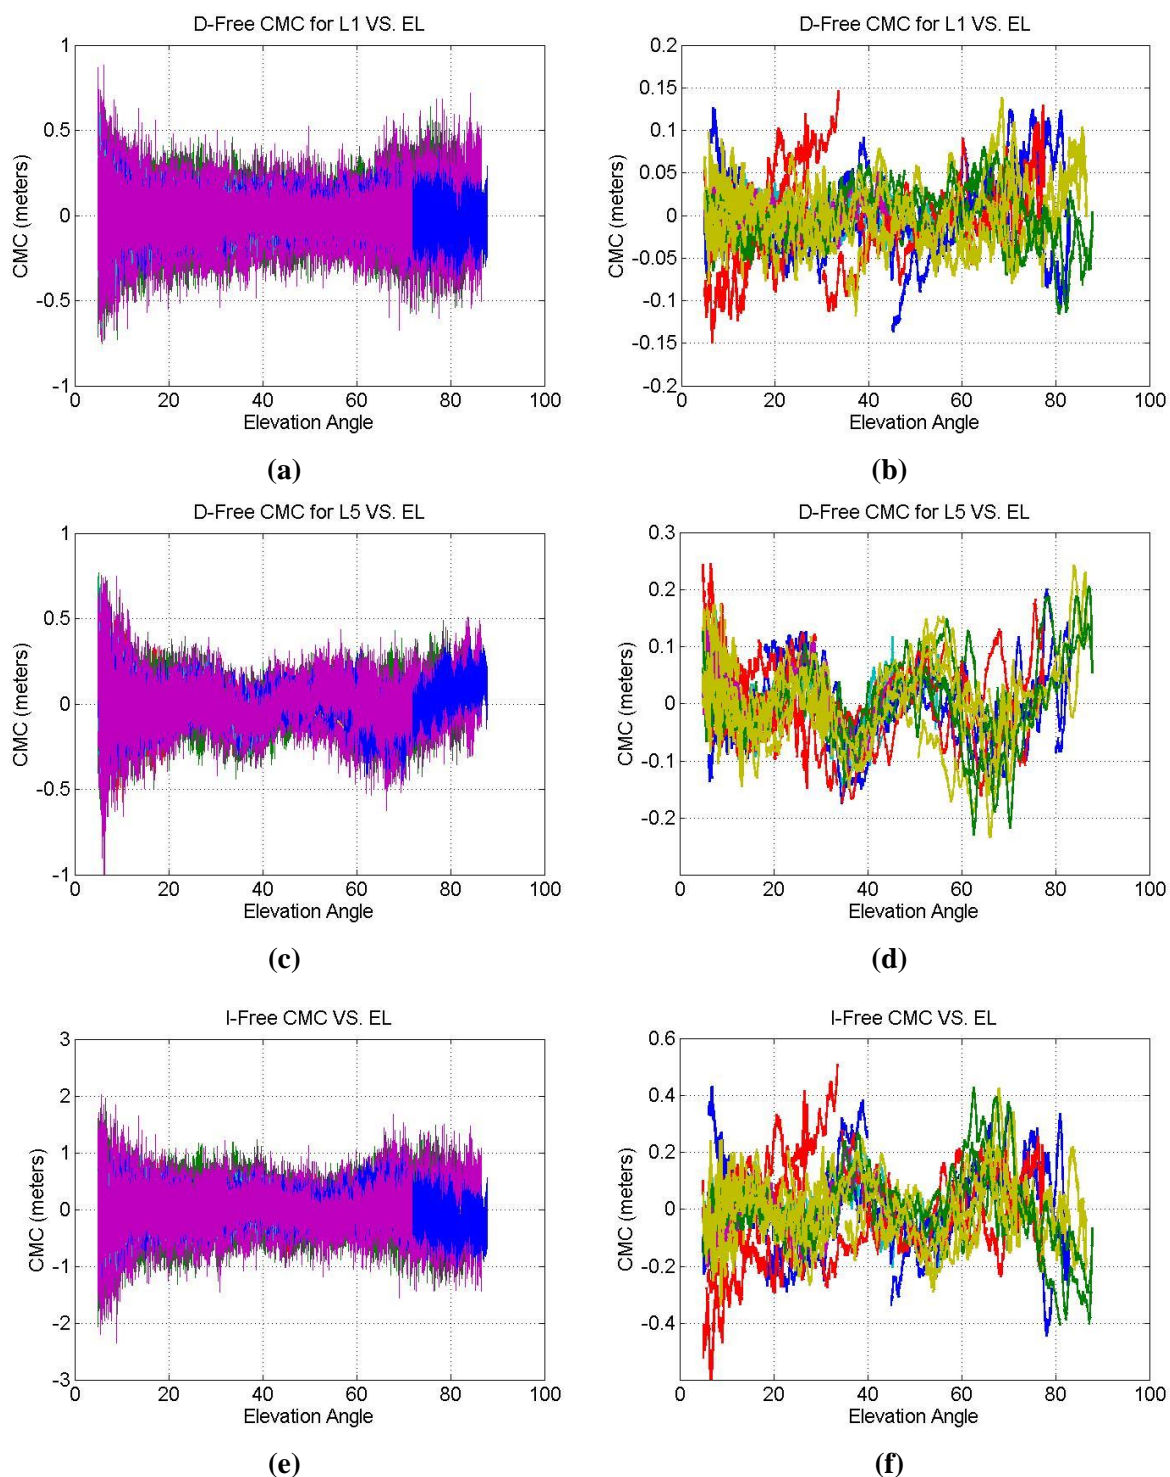 D-Free CMC for L1 VS. EL
1
0.5
0
-0.5
-1
CMC (meters)
0 20 40 60 80 100
Elevation Angle
(a)
D-Free CMC for L1 VS. EL
0.2
0.15
0.1
0.05
0
-0.05
-0.1
-0.15
-0.2
CMC (meters)
0 20 40 60 80 100
Elevation Angle
(b)
D-Free CMC for L5 VS. EL
1
0.5
0
-0.5
-1
CMC (meters)
0 20 40 60 80 100
Elevation Angle
(c)
D-Free CMC for L5 VS. EL
0.3
0.2
0.1
0
-0.1
-0.2
CMC (meters)
0 20 40 60 80 100
Elevation Angle
(d)
I-Free CMC VS. EL
3
2
1
0
-1
-2
-3
CMC (meters)
0 20 40 60 80 100
Elevation Angle
(e)
I-Free CMC VS. EL
0.6
0.4
0.2
0
-0.2
-0.4
CMC (meters)
0 20 40 60 80 100
Elevation Angle
(f)